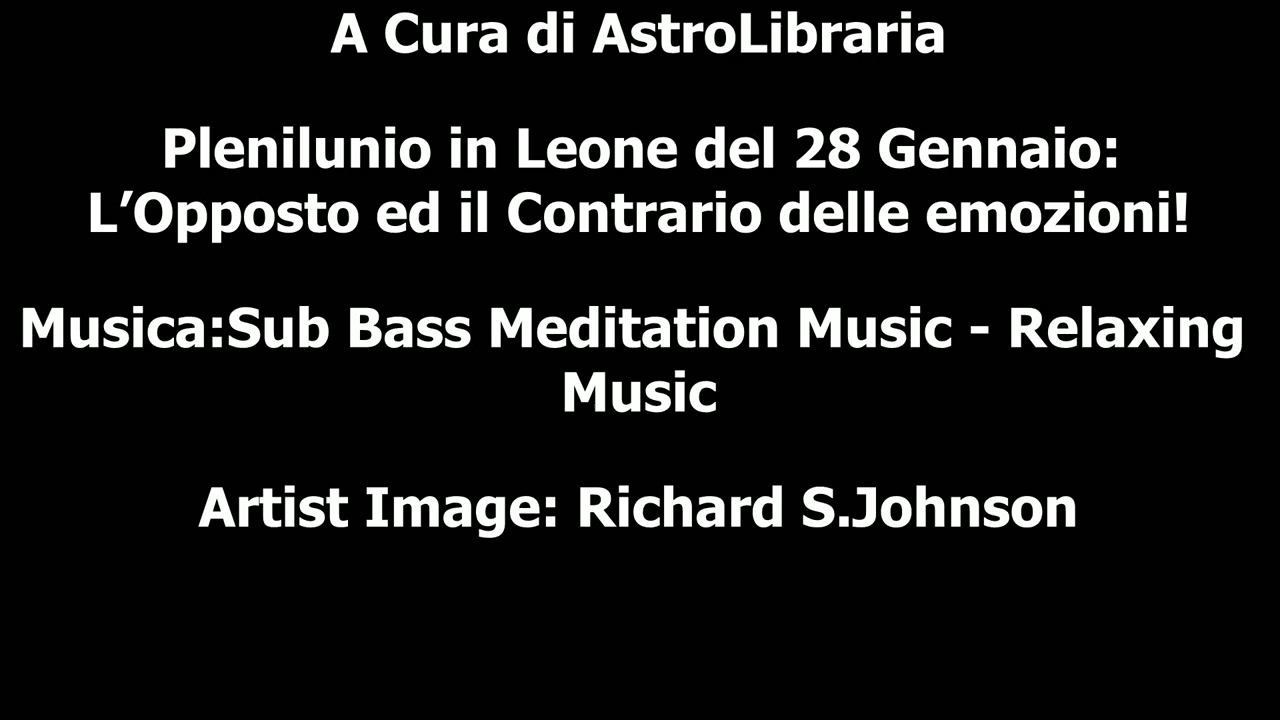 A Cura di AstroLibraria
Plenilunio in Leone del 28 Gennaio:
L’Opposto ed il Contrario delle emozioni!
Musica:Sub Bass Meditation Music - Relaxing
Music
Artist Image: Richard S.Johnson